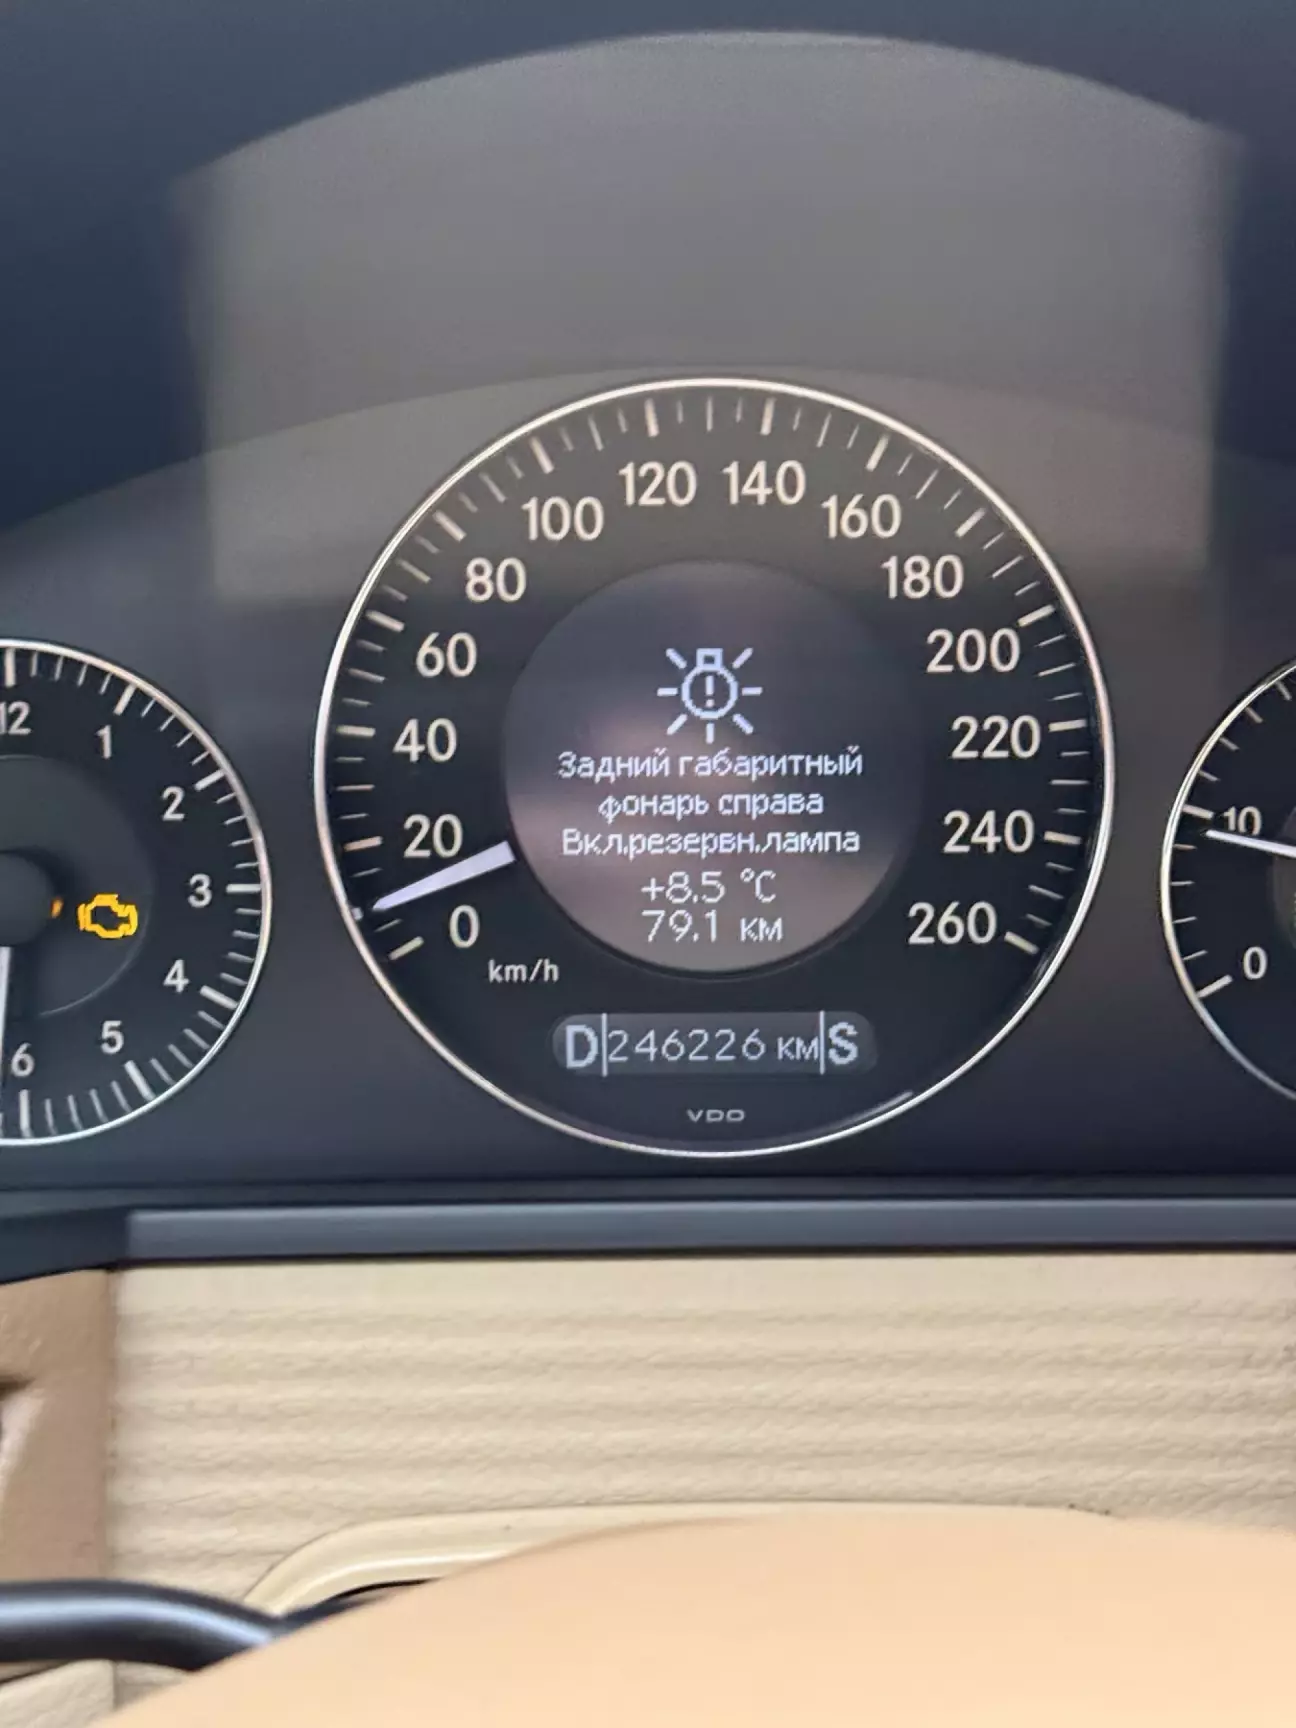 120 140
100 160
80 180
60 200
40 220
20 240
0 260
km/h
Задний габаритный
фонарь справа
Вкл.резервн.лампа
+8.5 °C
79.1 км
D 246226 км S
VDO
12
1
2
3
4
5
6
10
0